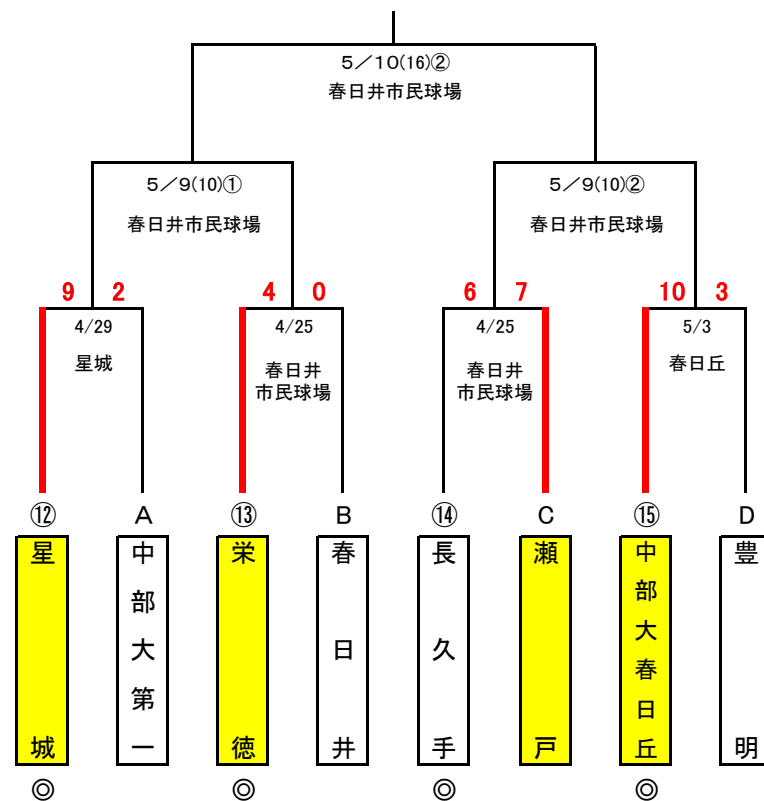 5／10(16)②
春日井市民球場
5／9(10)①
春日井市民球場
5／9(10)②
春日井市民球場
9 2
4 0
6 7
10 3
4/29
星城
4/25
春日井
市民球場
4/25
春日井
市民球場
5/3
春日丘
⑫ A ⑬ B ⑭ C ⑮ D
星城
中部大第一
栄徳
春日井
長久手
瀬戸
中部大春日丘
豊明
◎ ◎ ◎ ◎